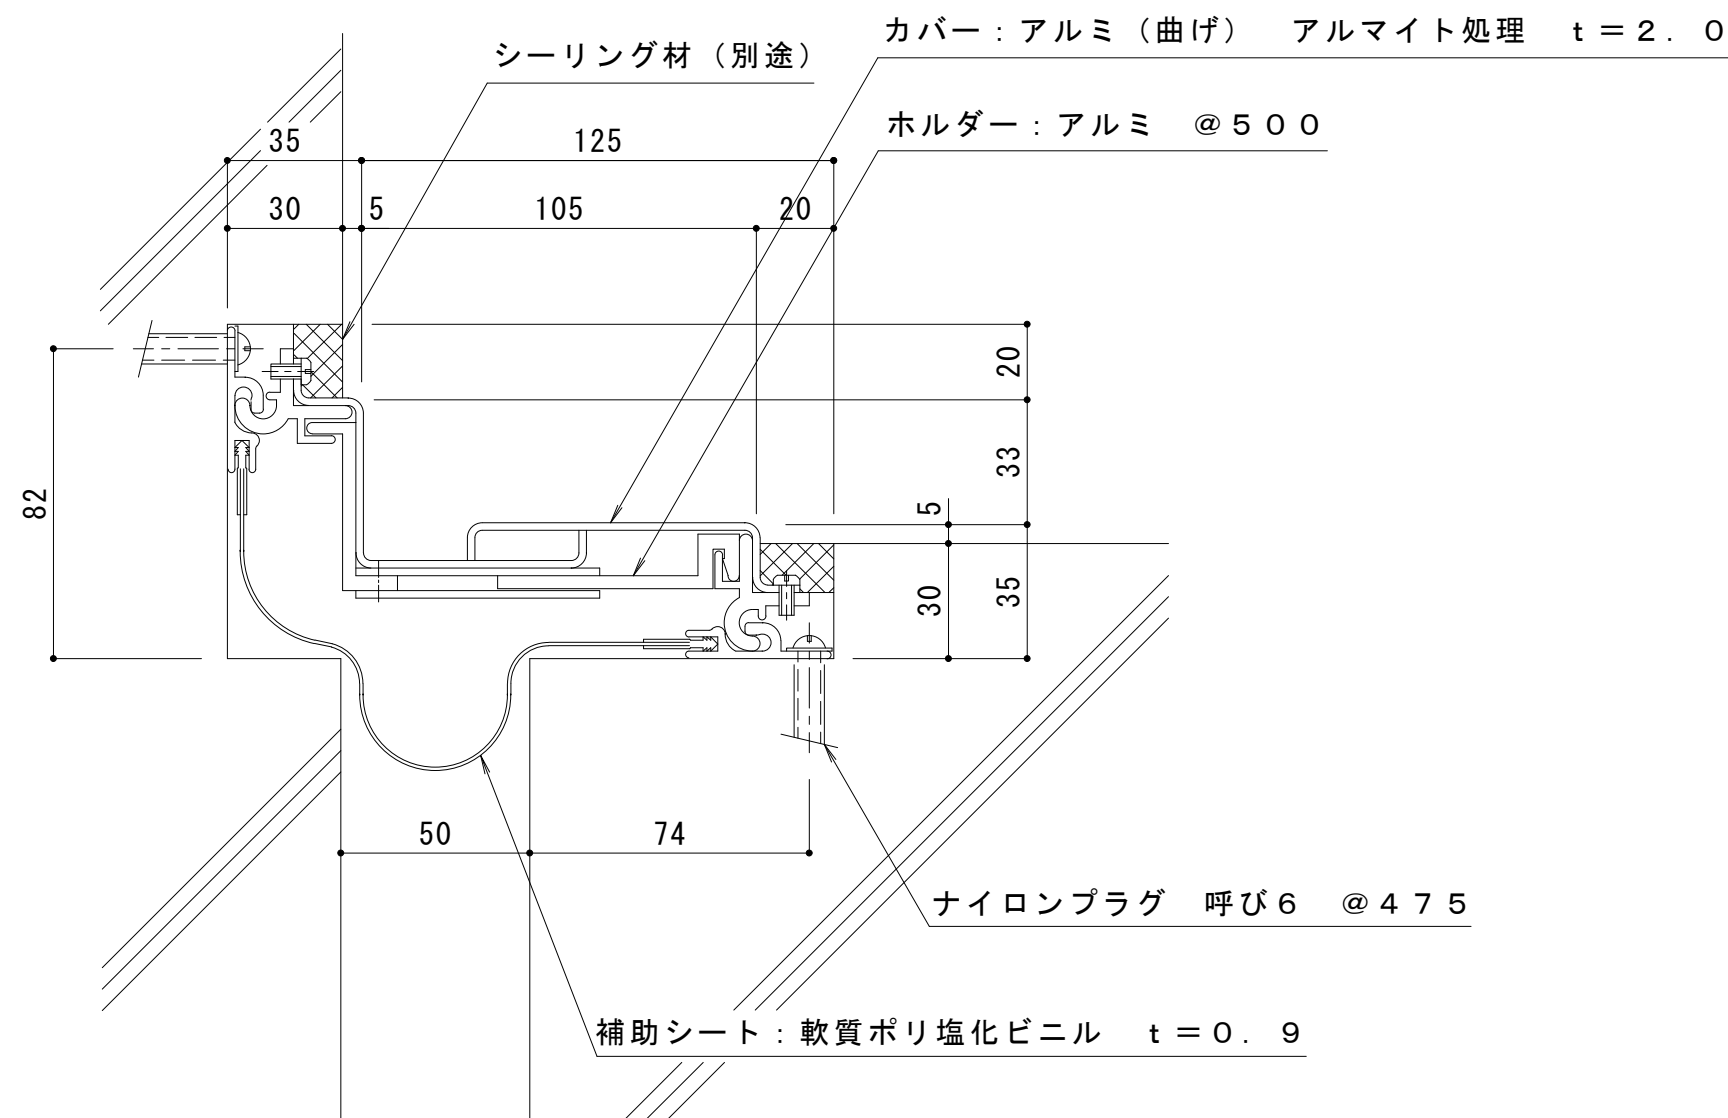 カバー：アルミ（曲げ）　アルマイト処理　ｔ＝２．０
シーリング材（別途）
ホルダー：アルミ　＠５００
35
125
30
5
105
20
20
33
5
82
30
35
50
74
ナイロンプラグ　呼び６　＠４７５
補助シート：軟質ポリ塩化ビニル　ｔ＝０．９